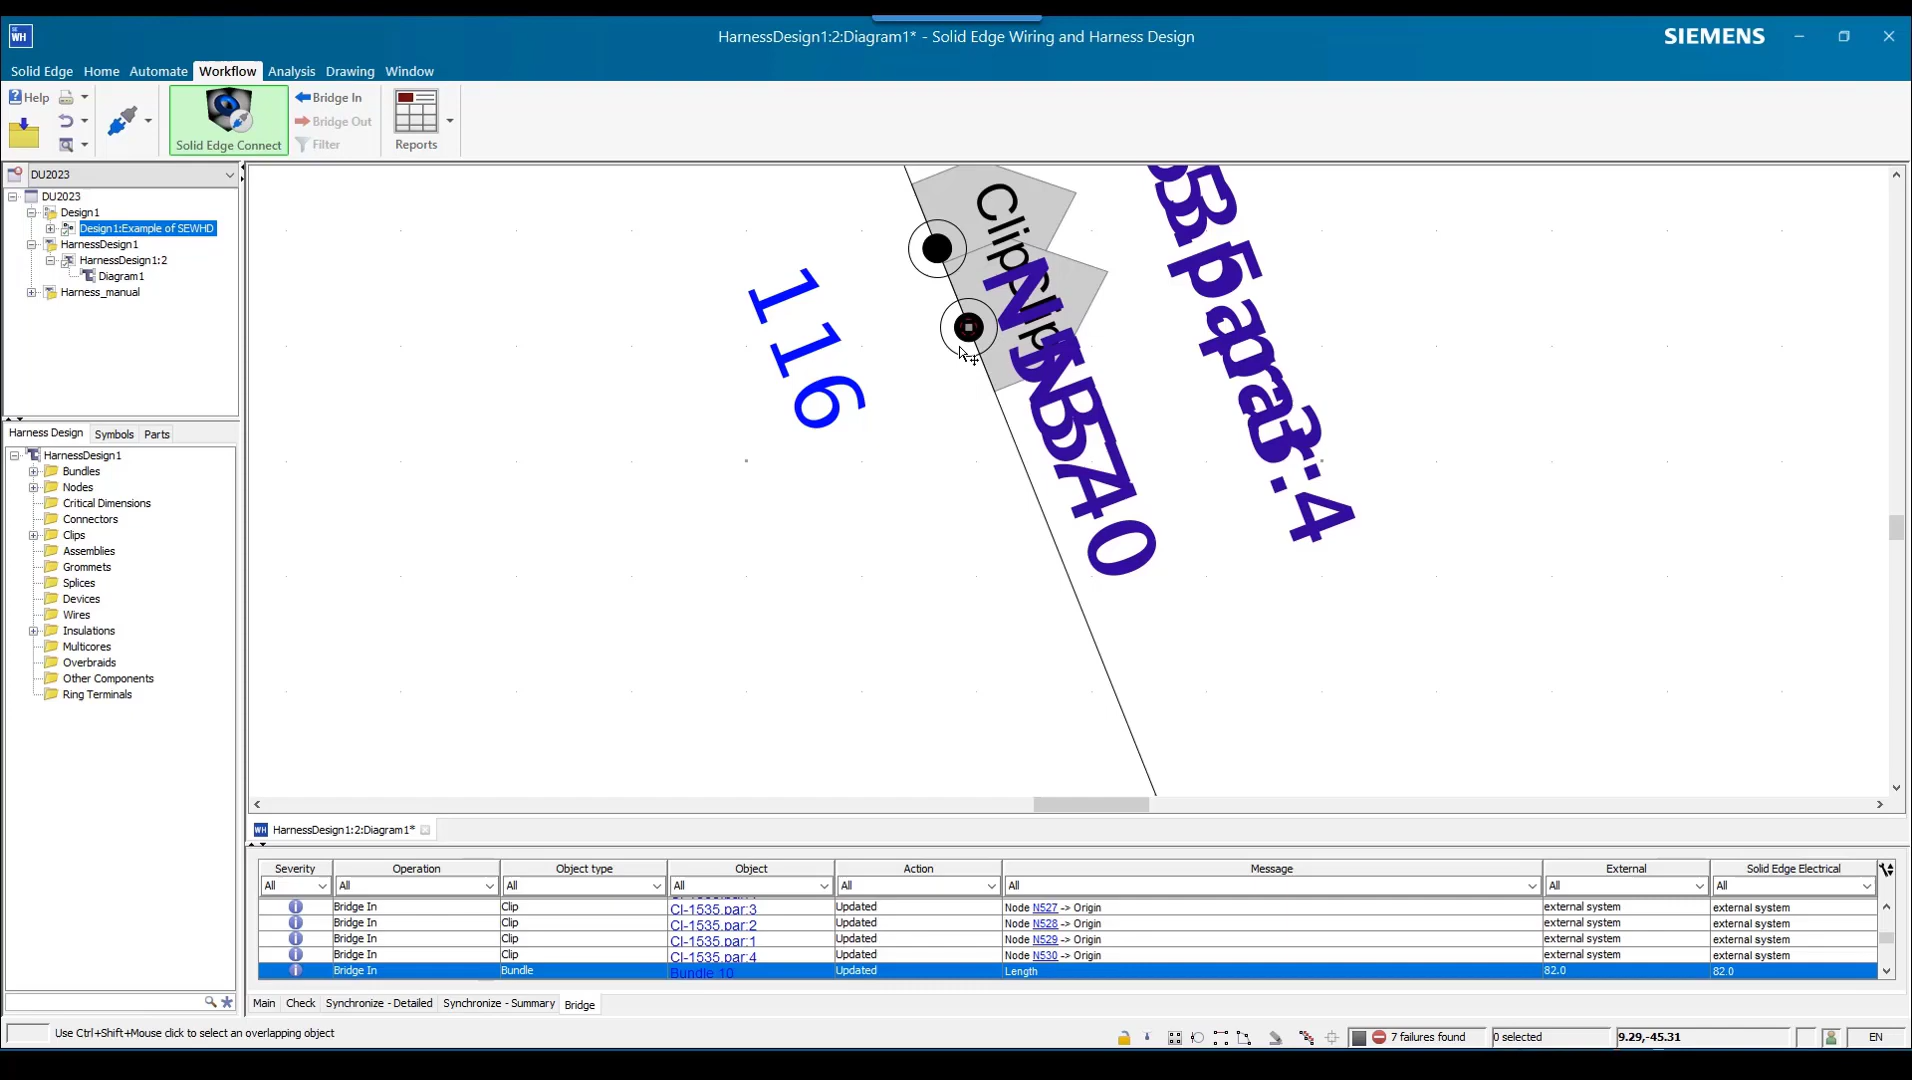 WH
HarnessDesign1:2:Diagram1* - Solid Edge Wiring and Harness Design
SIEMENS
Solid Edge Home Automate Workflow Analysis Drawing Window
Help
Bridge In
Bridge Out
Filter
Solid Edge Connect
Reports
DU2023
DU2023
Design1
Design1:Example of SEWHD
HarnessDesign1
HarnessDesign1:2
Diagram1
Harness_manual
Harness Design Symbols Parts
HarnessDesign1
Bundles
Nodes
Critical Dimensions
Connectors
Clips
Assemblies
Grommets
Splices
Devices
Wires
Insulations
Multicores
Overbraids
Other Components
Ring Terminals
116
Clip
WH HarnessDesign1:2:Diagram1*
Severity Operation Object type Object Action Message External Solid Edge Electrical
All All All All All All All All
Bridge In Clip CI-1535.par:3 Updated Node N527 -> Origin external system external system
Bridge In Clip CI-1535.par:2 Updated Node N528 -> Origin external system external system
Bridge In Clip CI-1535.par:1 Updated Node N529 -> Origin external system external system
Bridge In Clip CI-1535.par:4 Updated Node N530 -> Origin external system external system
Bridge In Bundle Bundle 10 Updated Length 82.0 82.0
Main Check Synchronize - Detailed Synchronize - Summary Bridge
Use Ctrl+Shift+Mouse click to select an overlapping object
7 failures found 0 selected 9.29,-45.31 EN